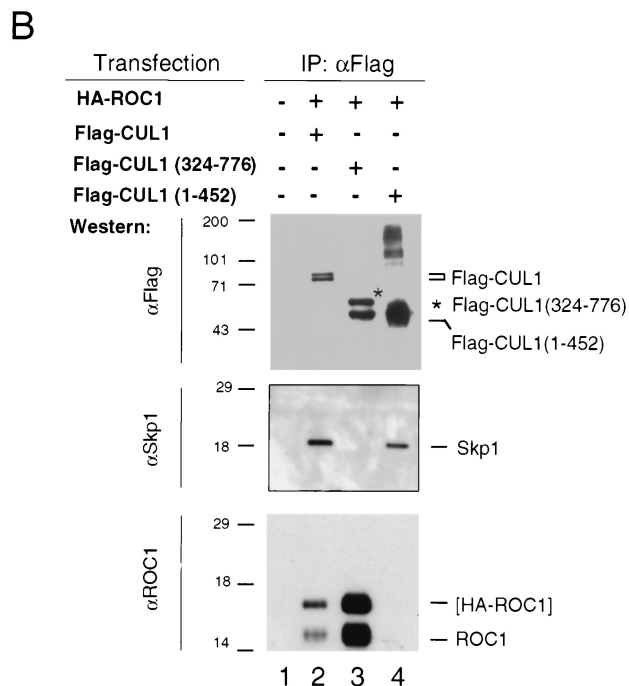 B
Transfection IP: αFlag
HA-ROC1 - + + +
Flag-CUL1 - + - -
Flag-CUL1 (324-776) - - + -
Flag-CUL1 (1-452) - - - +
Western:
αFlag
200
101
71
43
*
Flag-CUL1
* Flag-CUL1(324-776)
Flag-CUL1(1-452)
αSkp1
29
18
Skp1
αROC1
29
18
14
[HA-ROC1]
ROC1
1 2 3 4